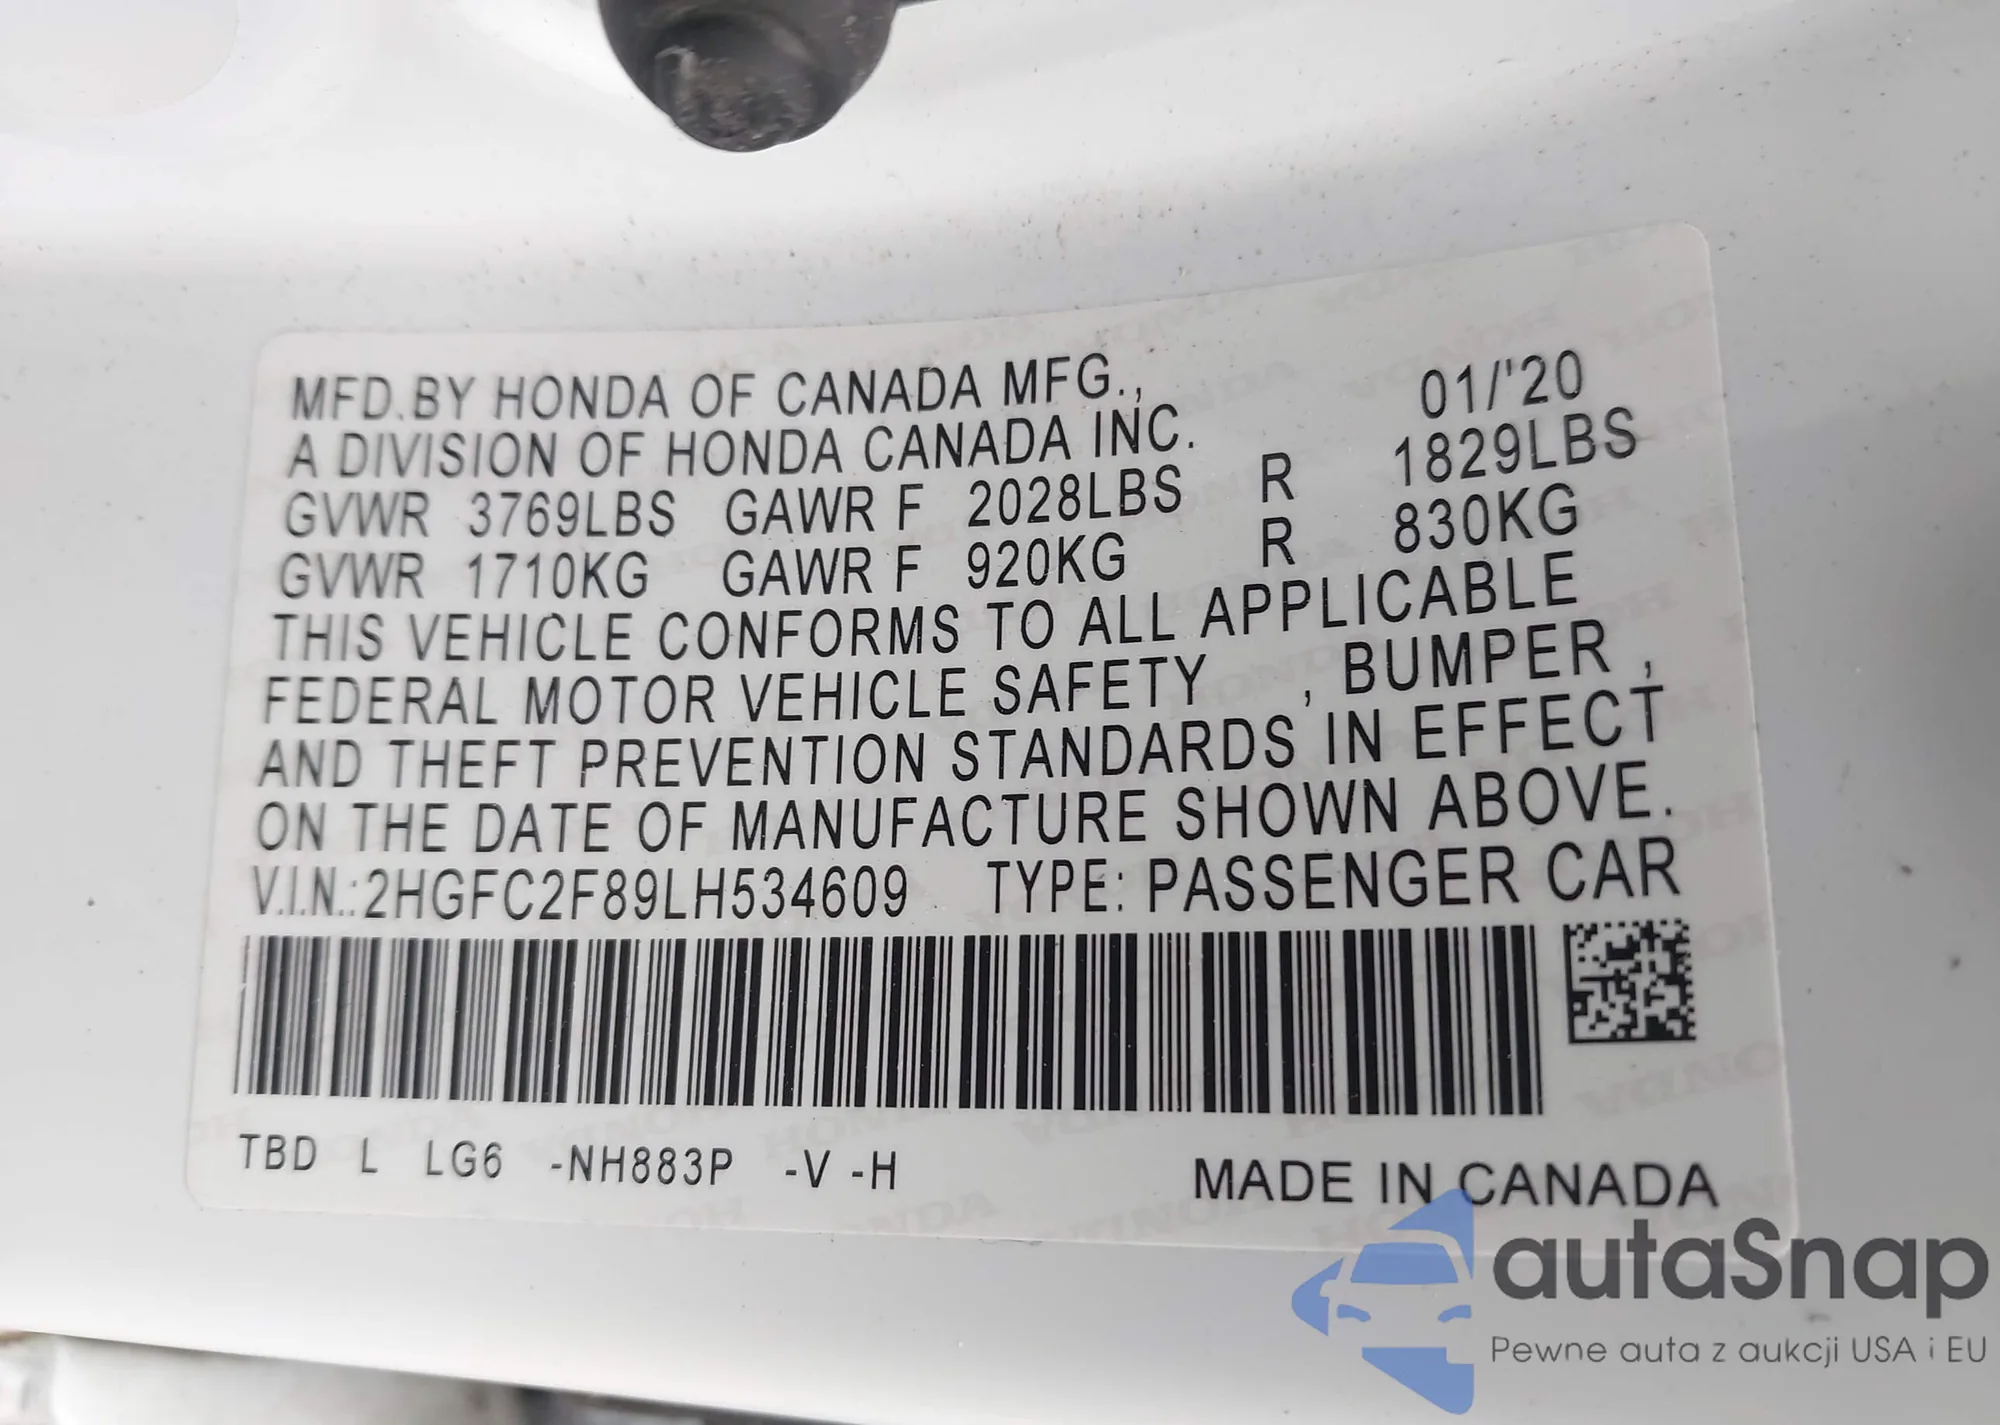 MFD.BY HONDA OF CANADA MFG., 01/'20
A DIVISION OF HONDA CANADA INC.
GVWR 3769LBS GAWR F 2028LBS R 1829LBS
GVWR 1710KG GAWR F 920KG R 830KG
THIS VEHICLE CONFORMS TO ALL APPLICABLE
FEDERAL MOTOR VEHICLE SAFETY , BUMPER ,
AND THEFT PREVENTION STANDARDS IN EFFECT
ON THE DATE OF MANUFACTURE SHOWN ABOVE.
V.I.N.:2HGFC2F89LH534609 TYPE: PASSENGER CAR
TBD L LG6 -NH883P -V -H MADE IN CANADA
autaSnap
Pewne auta z aukcji USA i EU